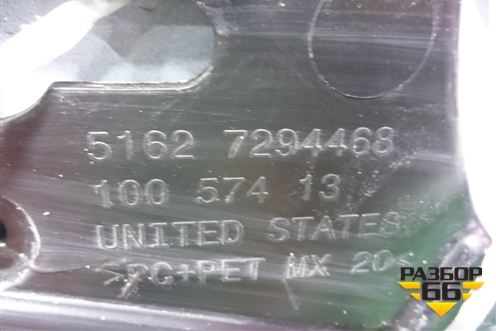 5162 7294468
100 574 13
UNITED STATES
>PC+PET MX 20<
РАЗБОР
66